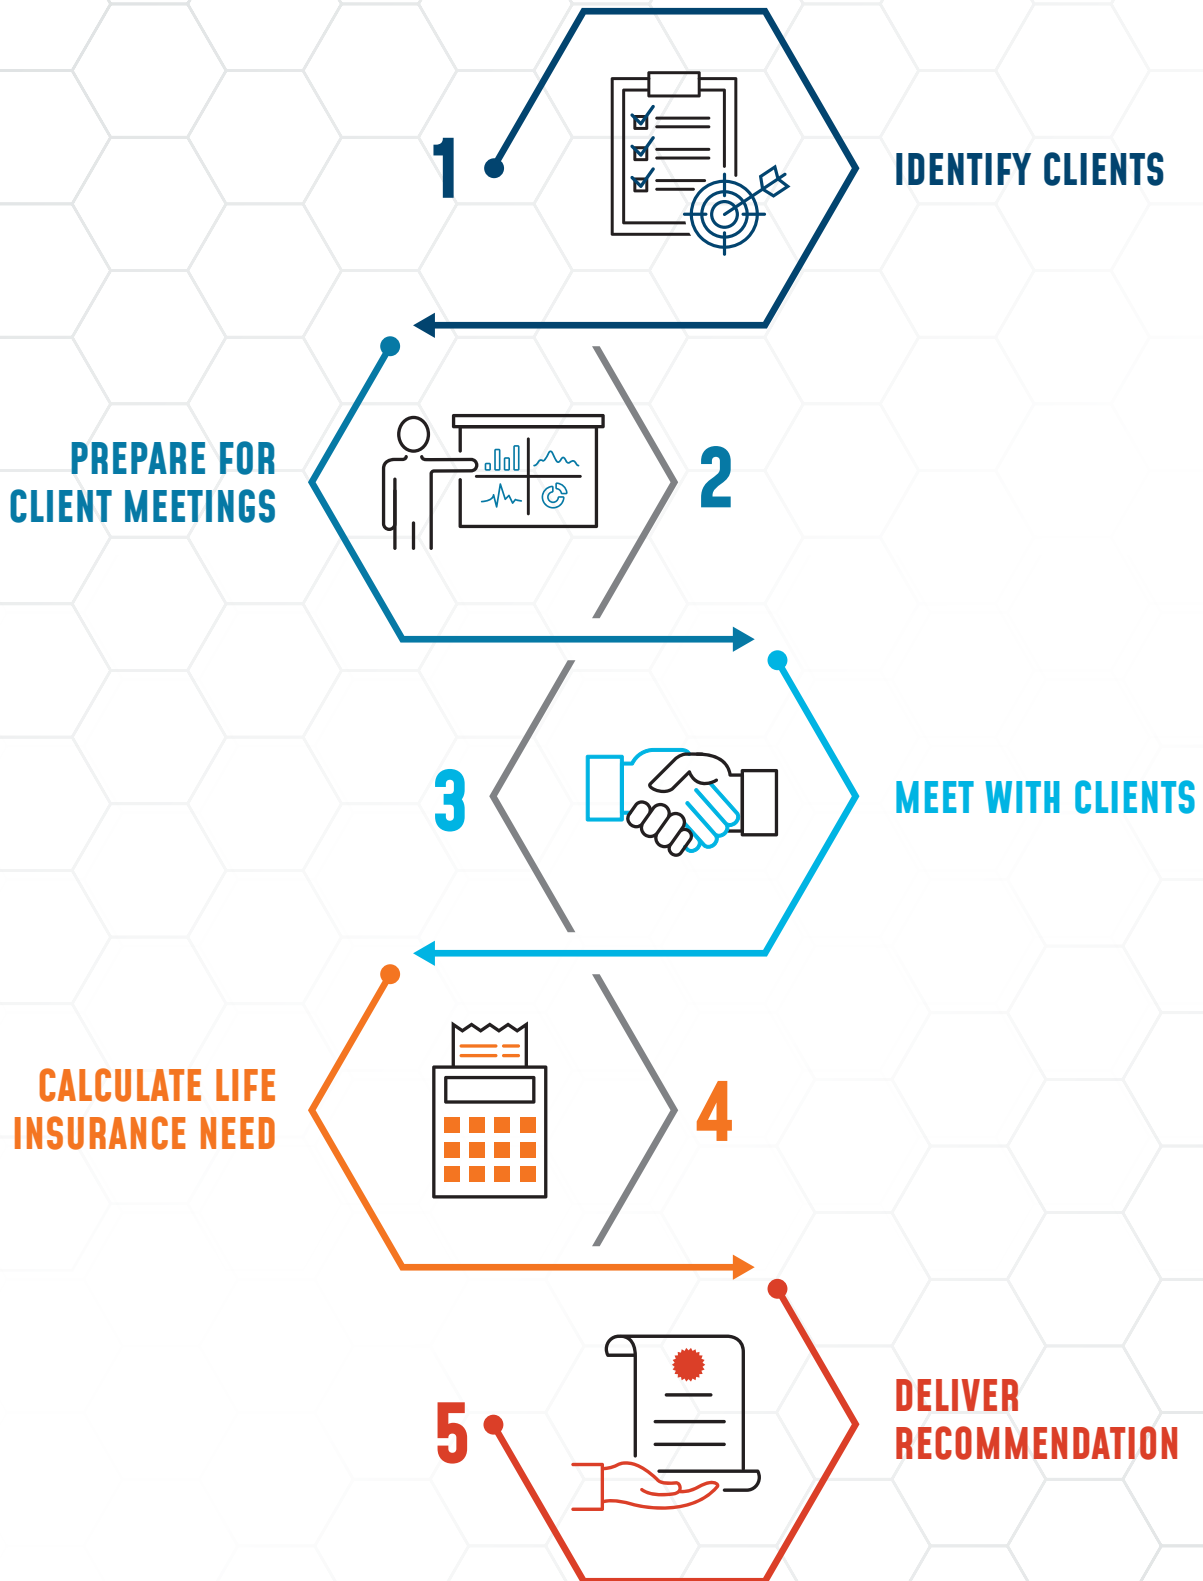 1
IDENTIFY CLIENTS
PREPARE FOR
CLIENT MEETINGS
2
3
MEET WITH CLIENTS
CALCULATE LIFE
INSURANCE NEED
4
5
DELIVER
RECOMMENDATION